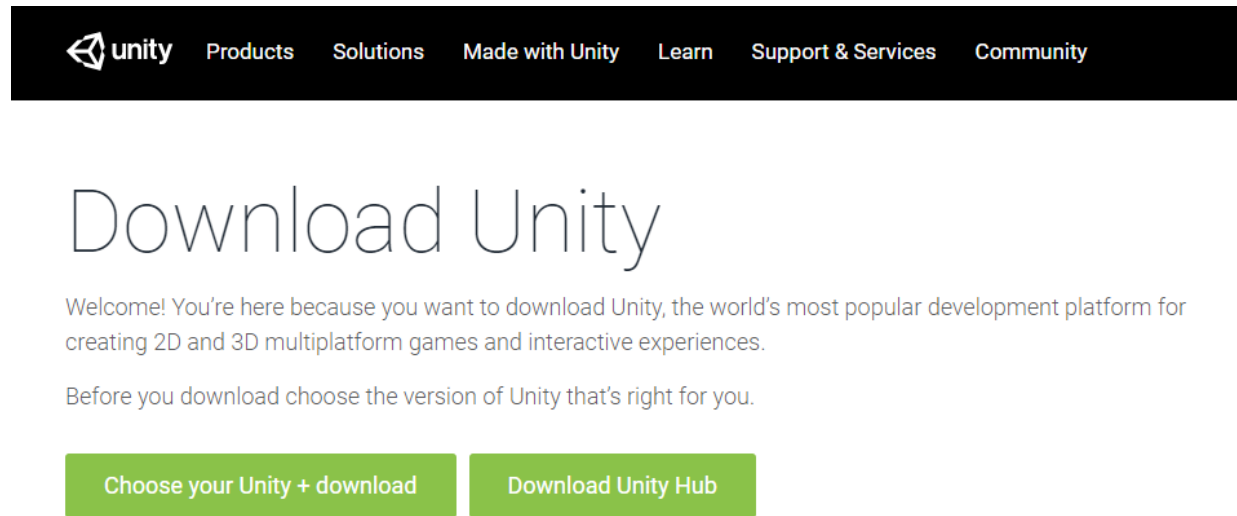 unity Products Solutions Made with Unity Learn Support & Services Community
Download Unity
Welcome! You’re here because you want to download Unity, the world’s most popular development platform for
creating 2D and 3D multiplatform games and interactive experiences.
Before you download choose the version of Unity that’s right for you.
Choose your Unity + download Download Unity Hub